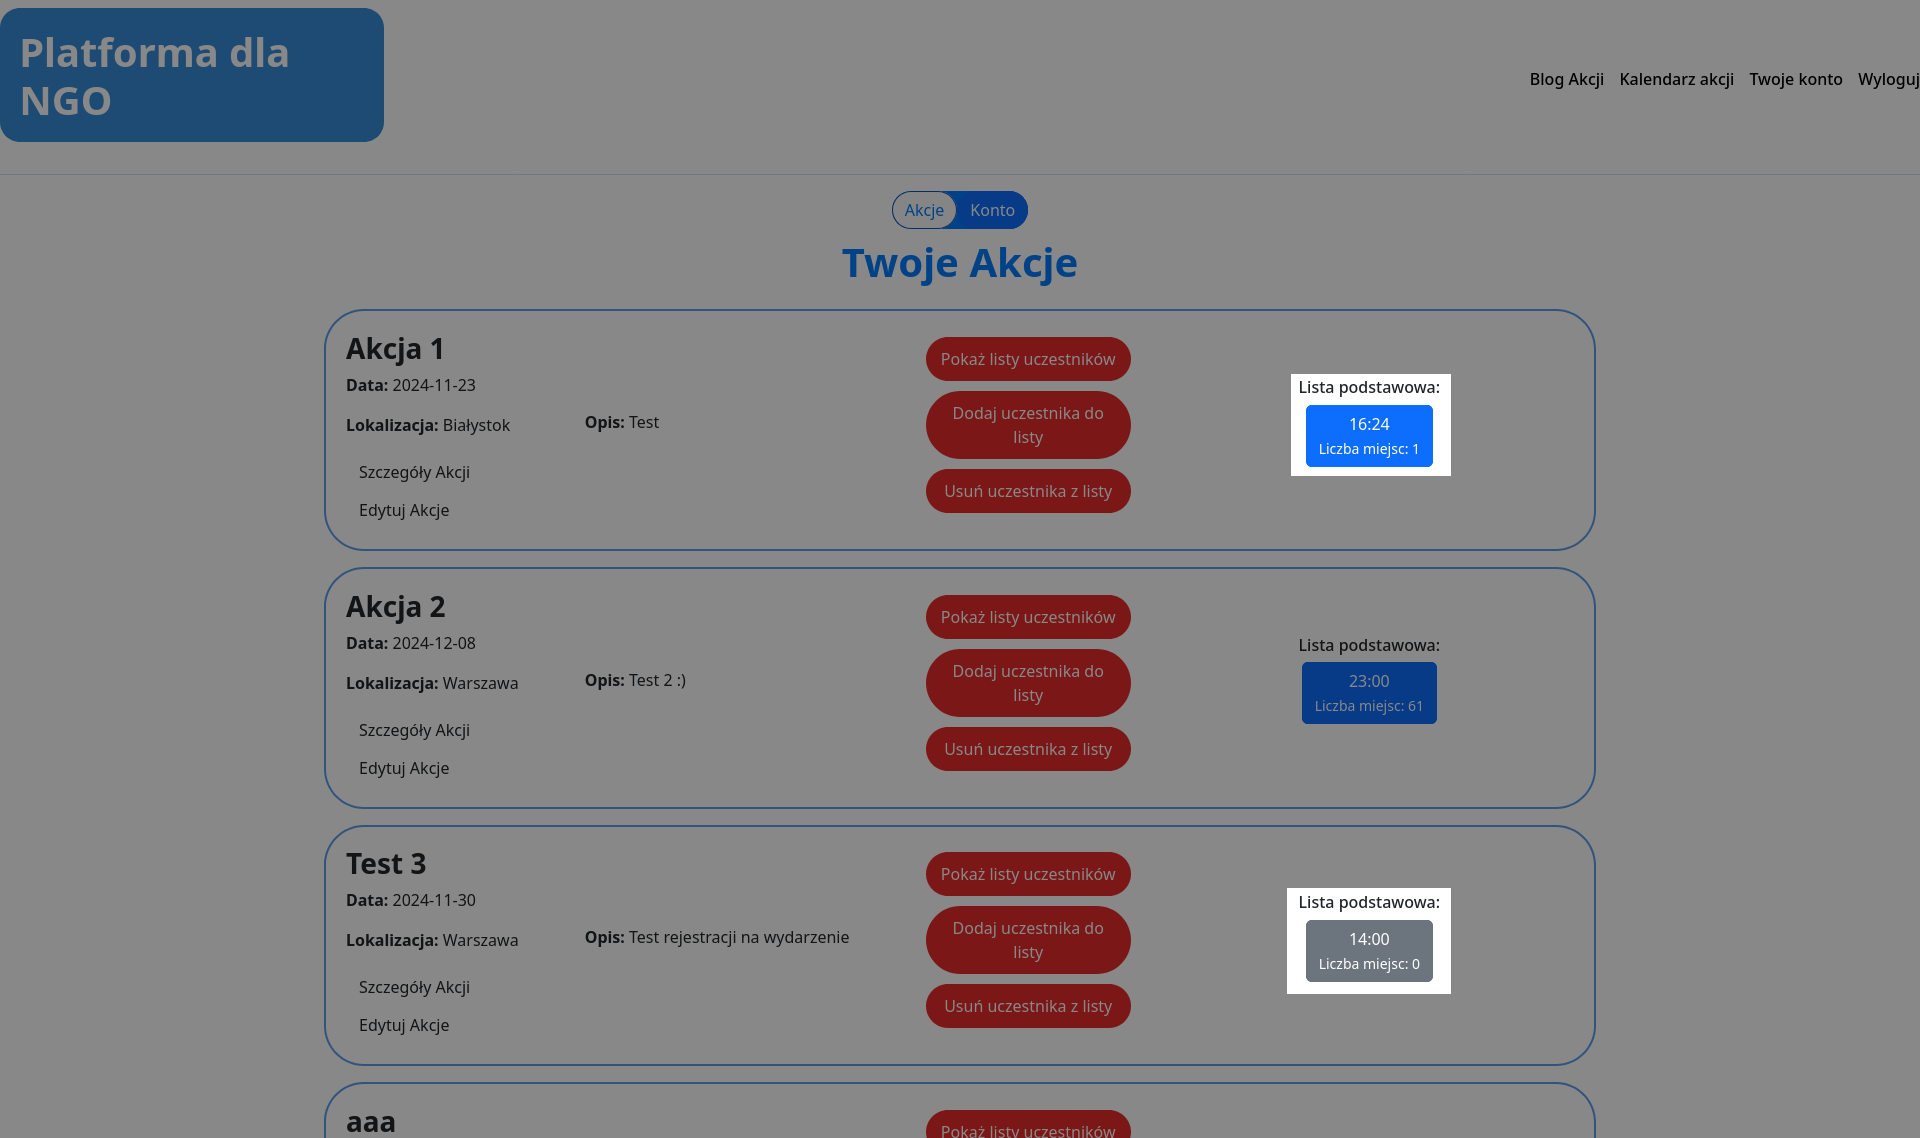 Platforma dla
NGO
Blog Akcji Kalendarz akcji Twoje konto Wyloguj
Akcje Konto
Twoje Akcje
Akcja 1
Data: 2024-11-23
Lokalizacja: Białystok
Szczegóły Akcji
Edytuj Akcje
Opis: Test
Pokaż listy uczestników
Dodaj uczestnika do
listy
Usuń uczestnika z listy
Lista podstawowa:
16:24
Liczba miejsc: 1
Akcja 2
Data: 2024-12-08
Lokalizacja: Warszawa
Szczegóły Akcji
Edytuj Akcje
Opis: Test 2 :)
Pokaż listy uczestników
Dodaj uczestnika do
listy
Usuń uczestnika z listy
Lista podstawowa:
23:00
Liczba miejsc: 61
Test 3
Data: 2024-11-30
Lokalizacja: Warszawa
Szczegóły Akcji
Edytuj Akcje
Opis: Test rejestracji na wydarzenie
Pokaż listy uczestników
Dodaj uczestnika do
listy
Usuń uczestnika z listy
Lista podstawowa:
14:00
Liczba miejsc: 0
aaa
Pokaż listy uczestników